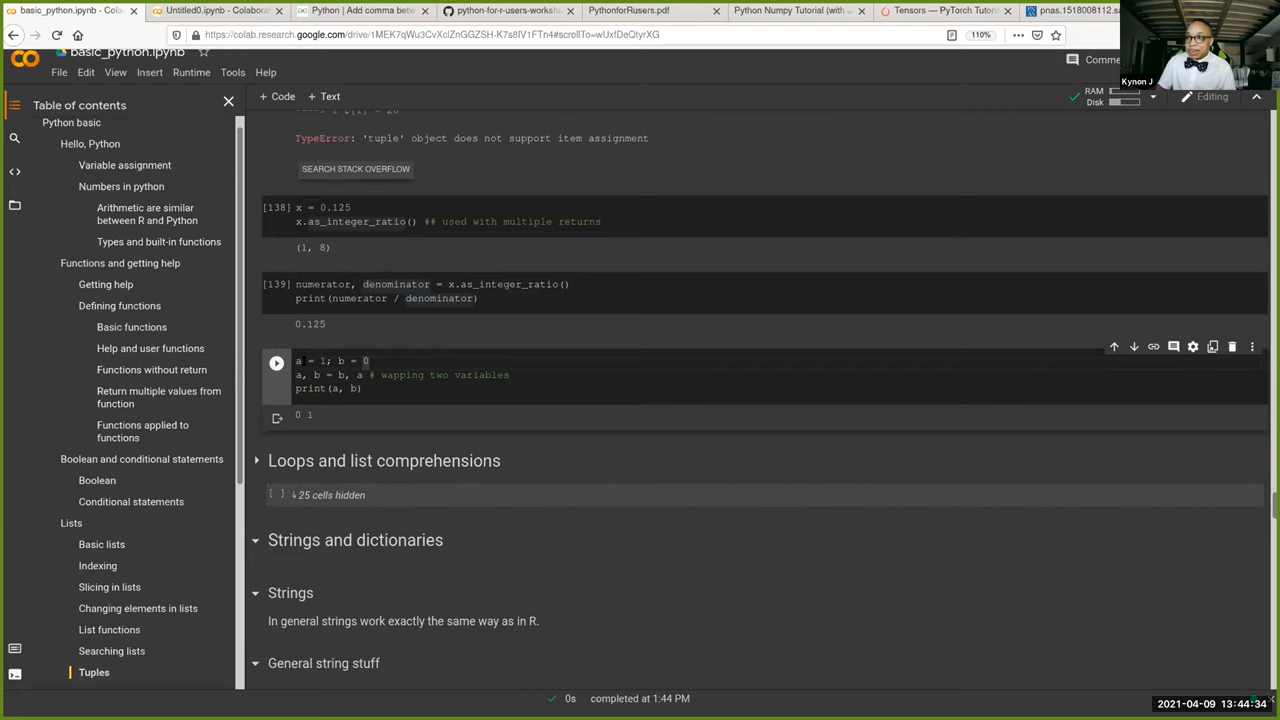 basic_python.ipynb - Cola
Untitled0.ipynb - Colaborat
Python | Add comma betwe
python-for-r-users-worksho
PythonforRusers.pdf
Python Numpy Tutorial (with
Tensors — PyTorch Tutoria
pnas.1518008112.sa
https://colab.research.google.com/drive/1MEK7qWu3CvXclZnGGZSH-K7s8lV1FTn4#scrollTo=wUxfDeQtyrXG
110%
basic_python.ipynb
File Edit View Insert Runtime Tools Help
Comme
Kynon J
Table of contents
+ Code + Text
RAM
Disk
Editing
Python basic
Hello, Python
Variable assignment
Numbers in python
Arithmetic are similar
between R and Python
Types and built-in functions
Functions and getting help
Getting help
Defining functions
Basic functions
Help and user functions
Functions without return
Return multiple values from
function
Functions applied to
functions
Boolean and conditional statements
Boolean
Conditional statements
Lists
Basic lists
Indexing
Slicing in lists
Changing elements in lists
List functions
Searching lists
Tuples
TypeError: 'tuple' object does not support item assignment
SEARCH STACK OVERFLOW
[138] x = 0.125
x.as_integer_ratio() ## used with multiple returns
(1, 8)
[139] numerator, denominator = x.as_integer_ratio()
print(numerator / denominator)
0.125
a = 1; b = 0
a, b = b, a # wapping two variables
print(a, b)
0 1
Loops and list comprehensions
[ ] ↳ 25 cells hidden
Strings and dictionaries
Strings
In general strings work exactly the same way as in R.
General string stuff
0s completed at 1:44 PM
2021-04-09 13:44:34